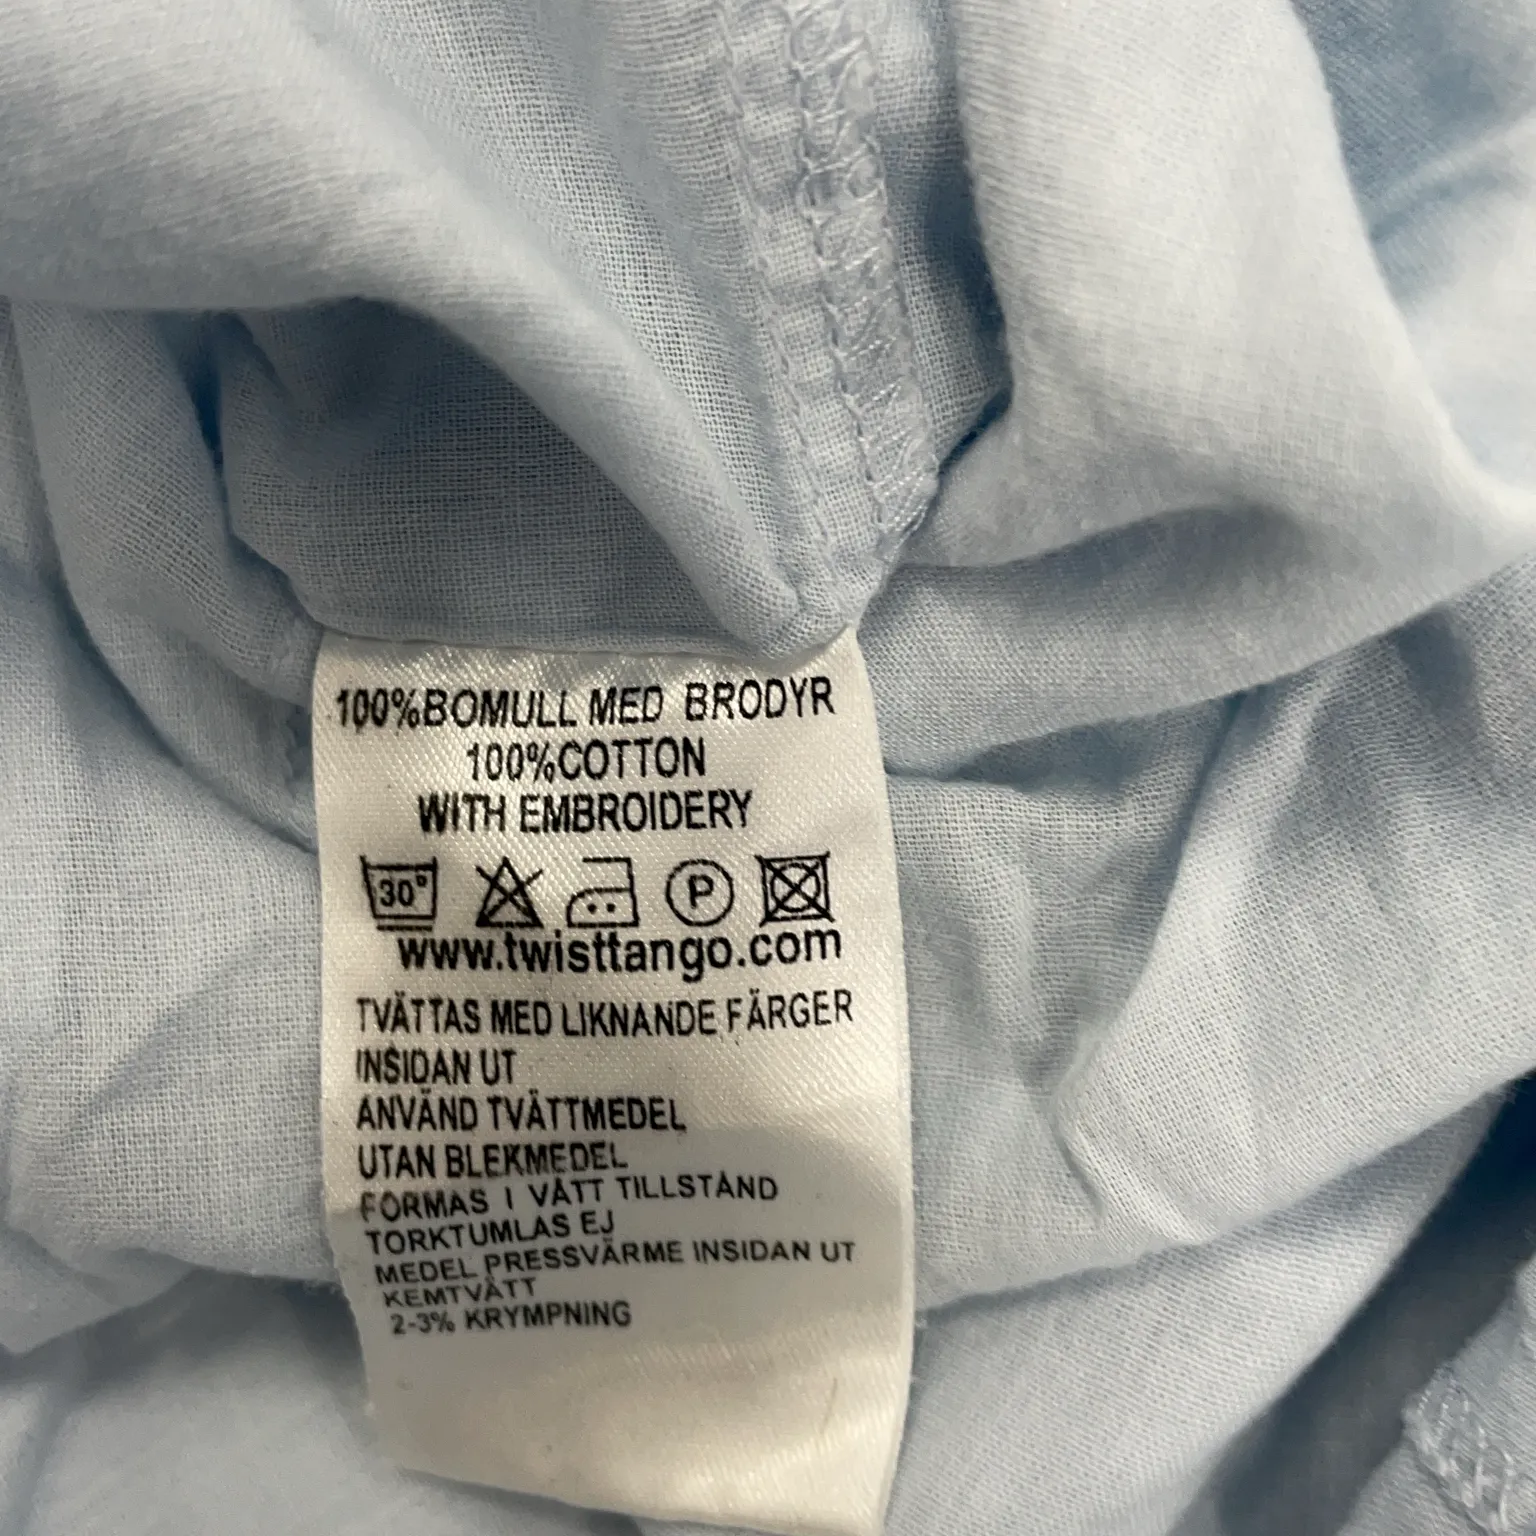 100%BOMULL MED BRODYR
100%COTTON
WITH EMBROIDERY
30°
P
www.twisttango.com
TVÄTTAS MED LIKNANDE FÄRGER
INSIDAN UT
ANVÄND TVÄTTMEDEL
UTAN BLEKMEDEL
FORMAS I VÅTT TILLSTÅND
TORKTUMLAS EJ
MEDEL PRESSVÄRME INSIDAN UT
KEMTVÄTT
2-3% KRYMPNING